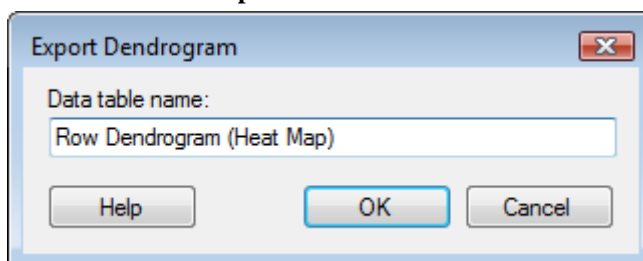 Export Dendrogram
Data table name:
Row Dendrogram (Heat Map)
Help OK Cancel